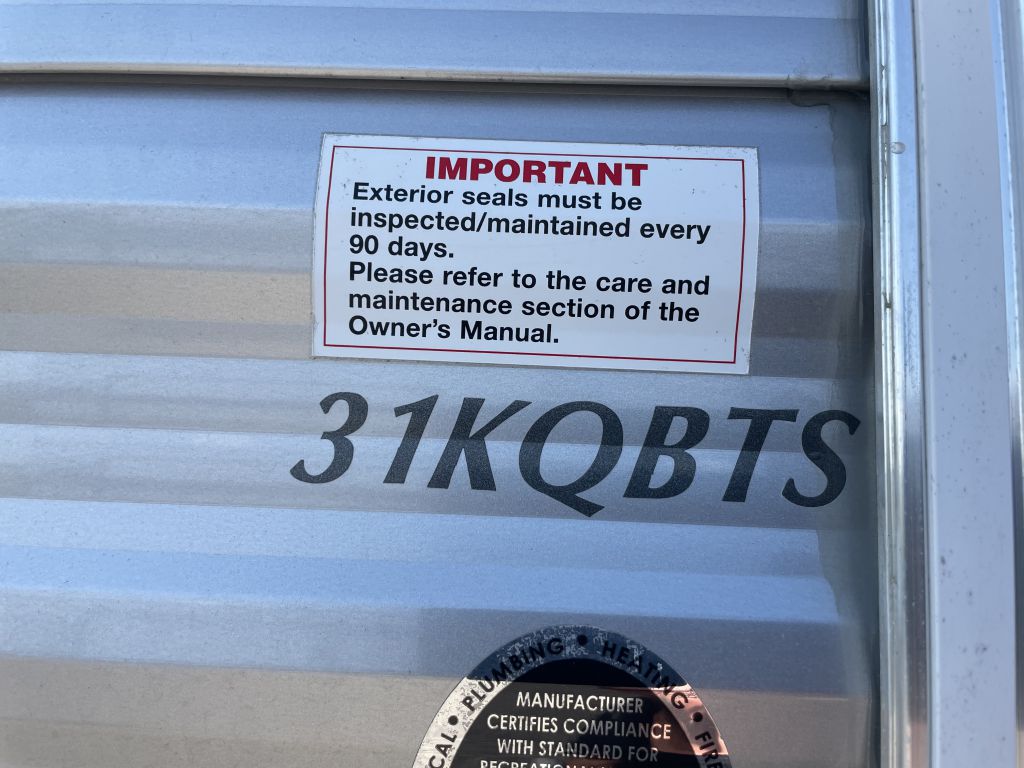 IMPORTANT
Exterior seals must be
inspected/maintained every
90 days.
Please refer to the care and
maintenance section of the
Owner's Manual.
31KQBTS
PLUMBING • HEATING • FIRE
MANUFACTURER
CERTIFIES COMPLIANCE
WITH STANDARD FOR